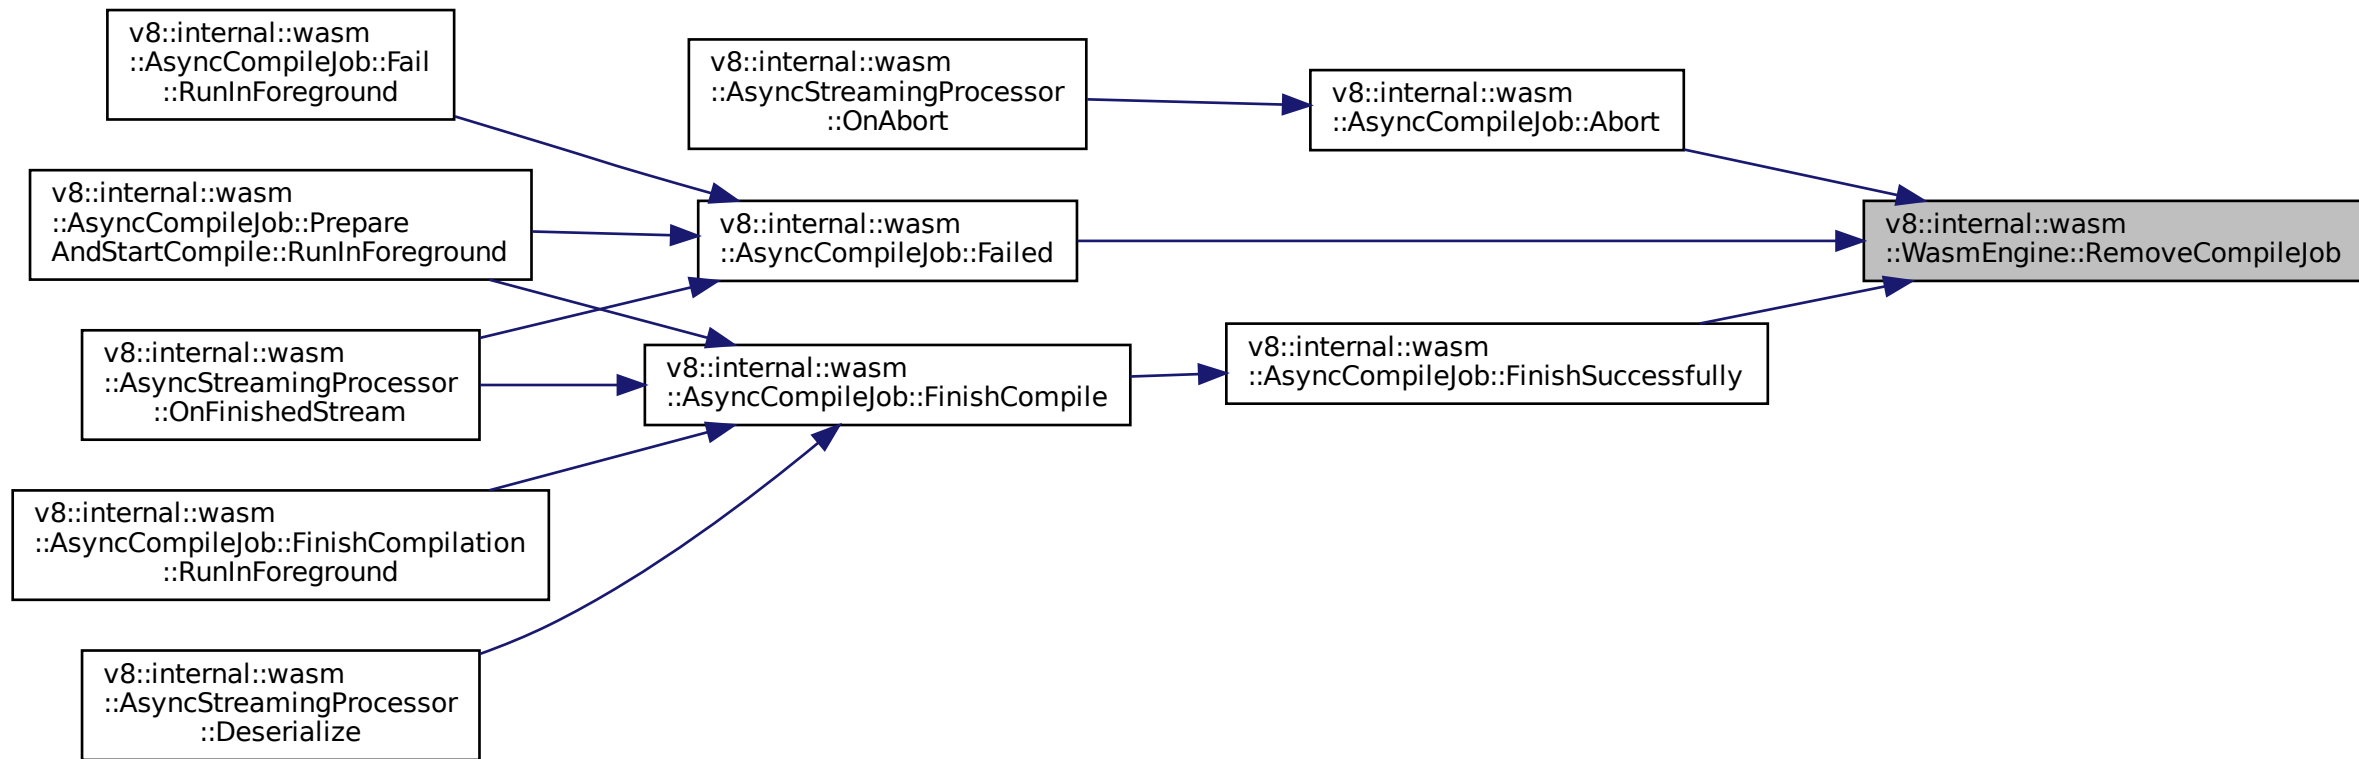 v8::internal::wasm
::AsyncCompileJob::Fail
::RunInForeground
v8::internal::wasm
::AsyncStreamingProcessor
::OnAbort
v8::internal::wasm
::AsyncCompileJob::Abort
v8::internal::wasm
::AsyncCompileJob::Prepare
AndStartCompile::RunInForeground
v8::internal::wasm
::AsyncCompileJob::Failed
v8::internal::wasm
::WasmEngine::RemoveCompileJob
v8::internal::wasm
::AsyncStreamingProcessor
::OnFinishedStream
v8::internal::wasm
::AsyncCompileJob::FinishCompile
v8::internal::wasm
::AsyncCompileJob::FinishSuccessfully
v8::internal::wasm
::AsyncCompileJob::FinishCompilation
::RunInForeground
v8::internal::wasm
::AsyncStreamingProcessor
::Deserialize